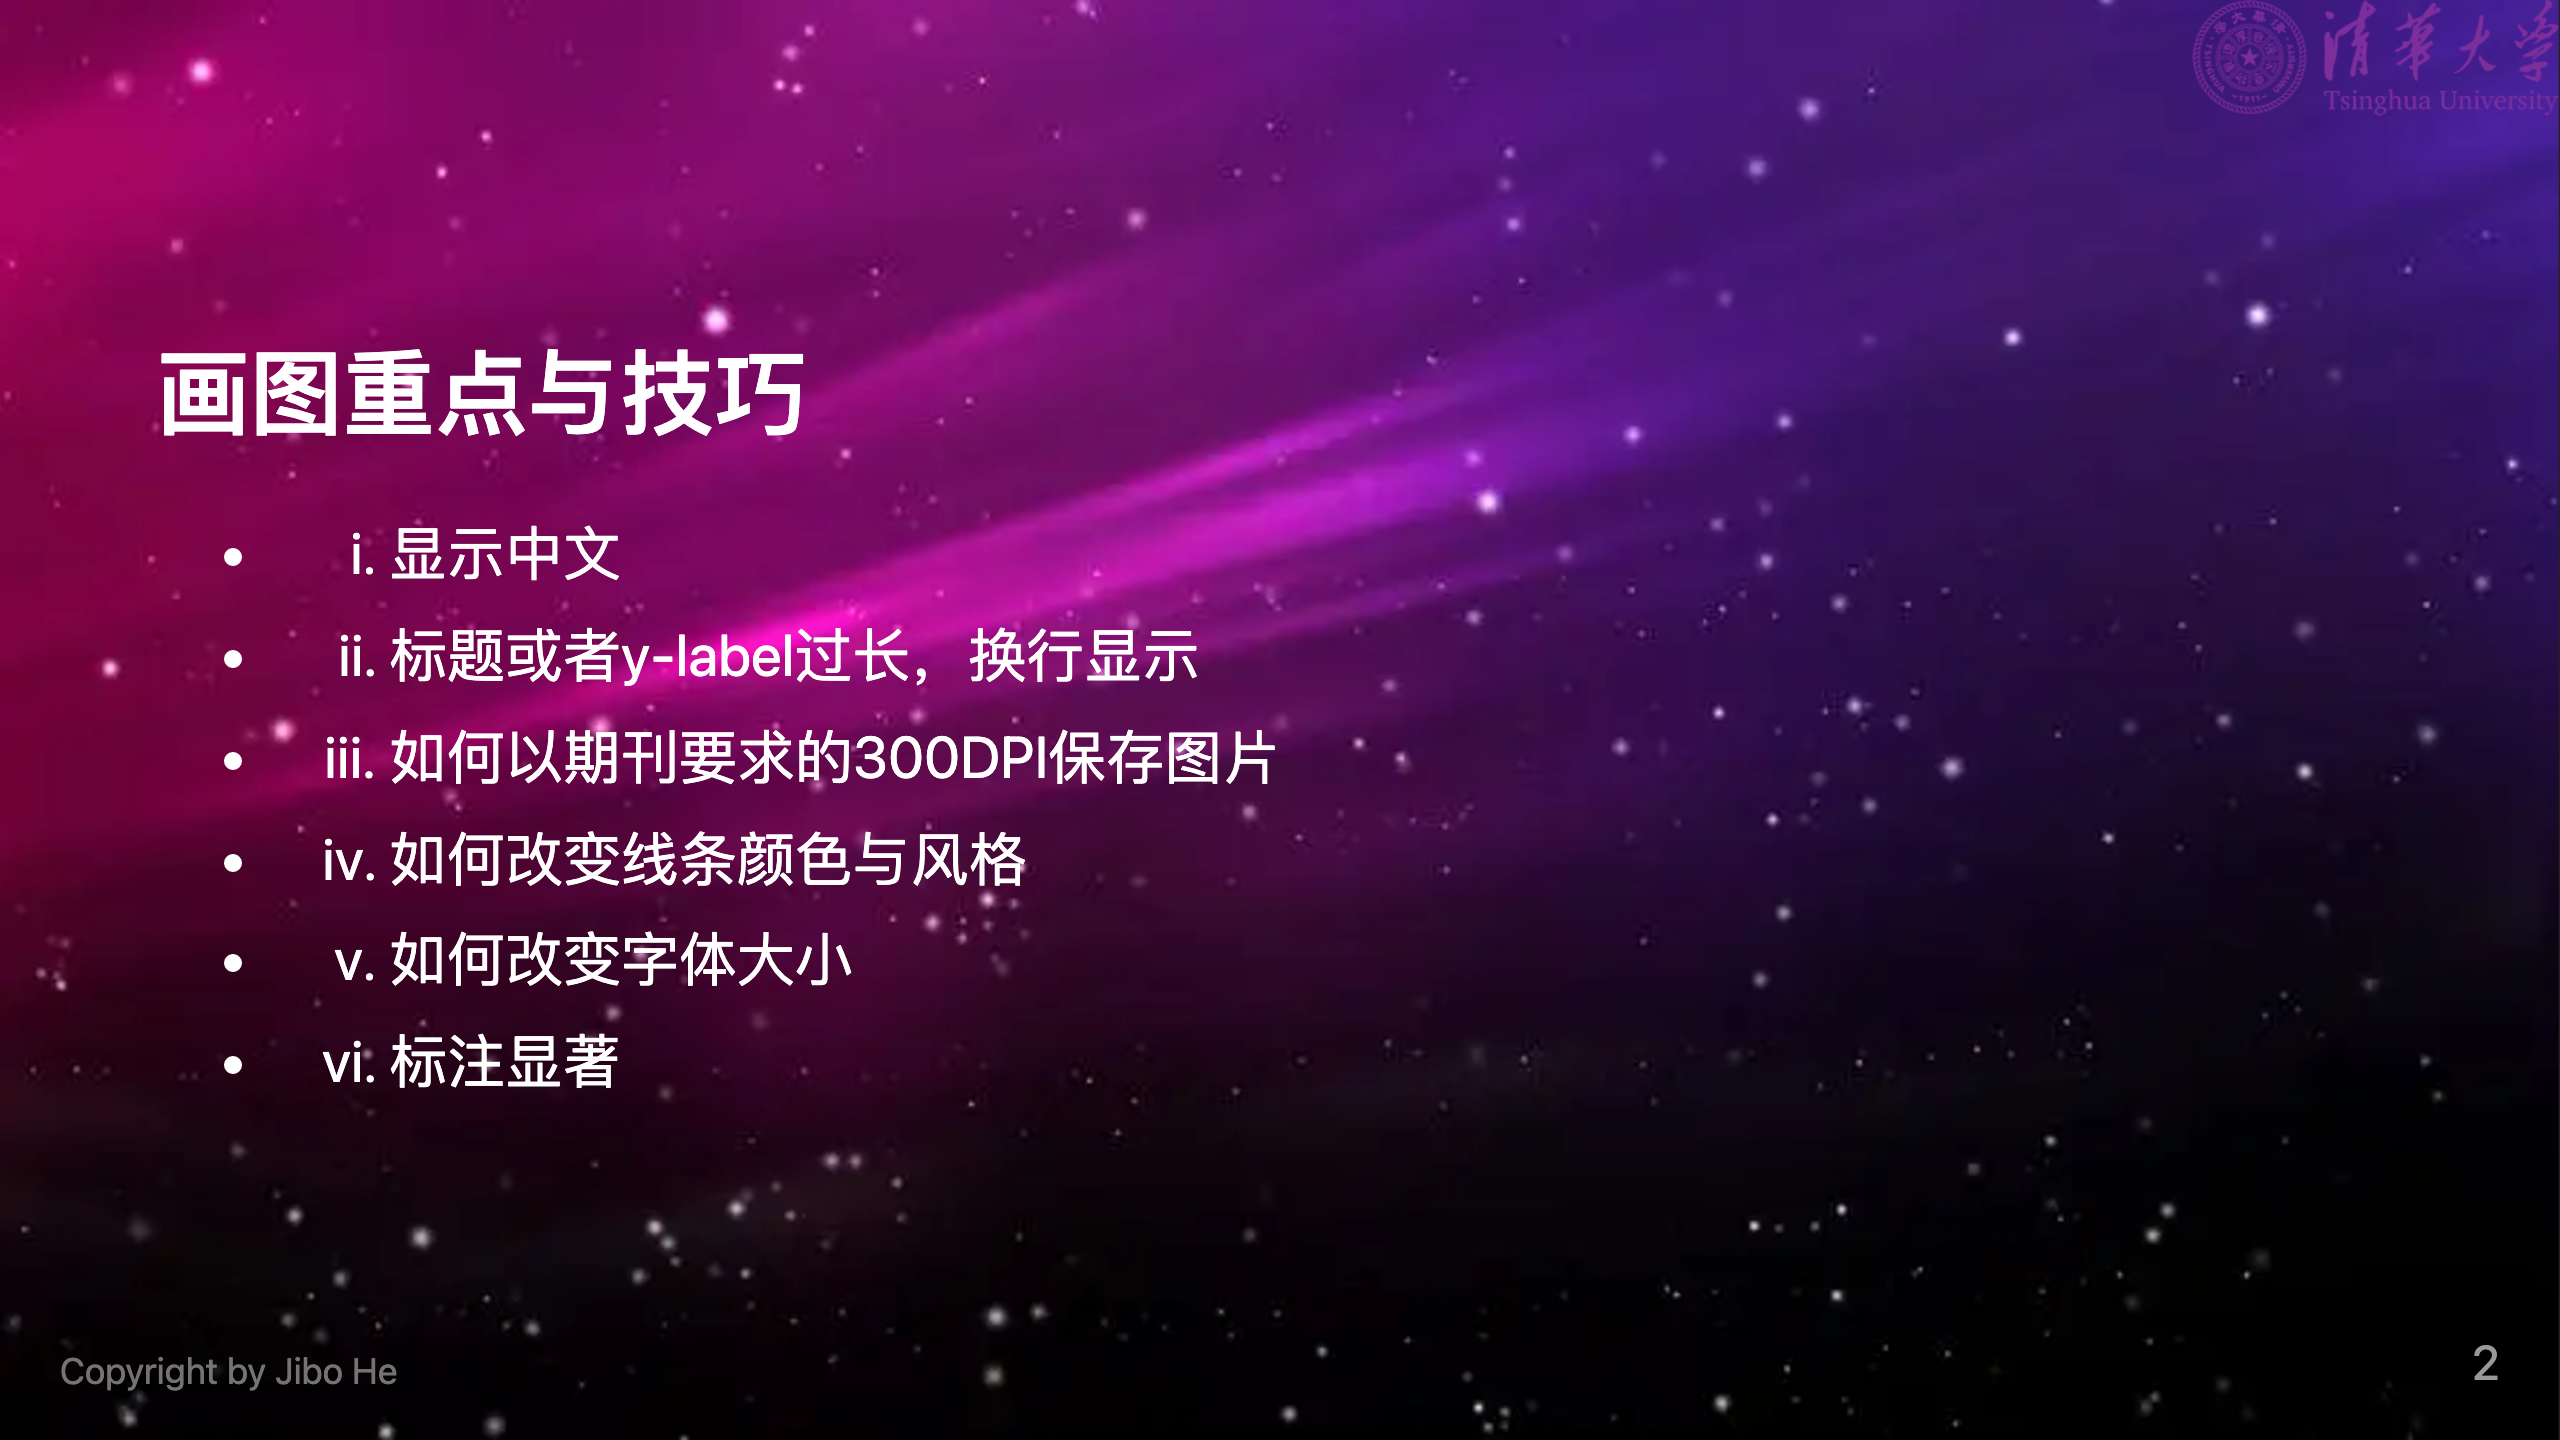 清華大学
Tsinghua University
画图重点与技巧
• i. 显示中文
• ii. 标题或者y-label过长，换行显示
• iii. 如何以期刊要求的300DPI保存图片
• iv. 如何改变线条颜色与风格
• v. 如何改变字体大小
• vi. 标注显著
Copyright by Jibo He
2